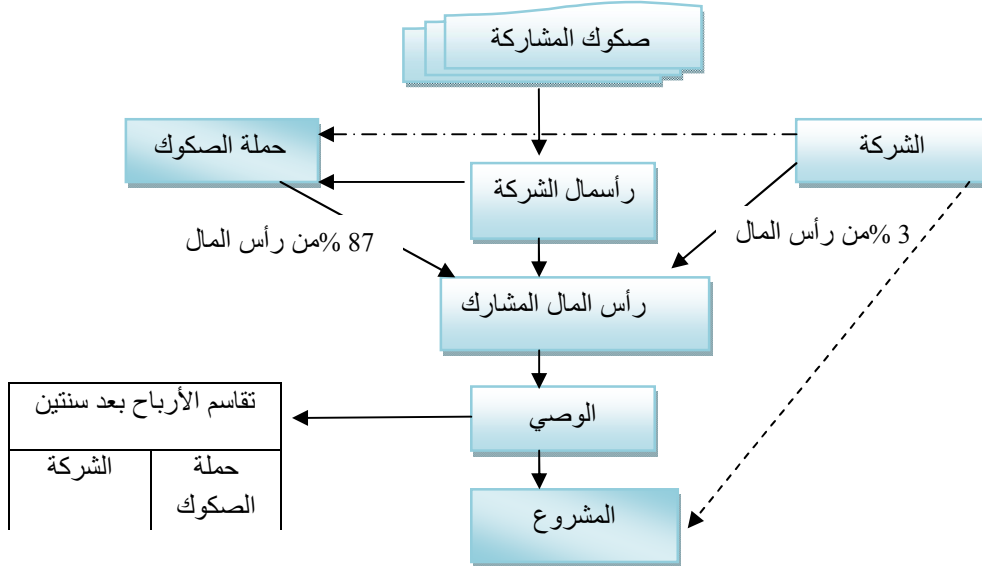 صكوك المشاركة
الشركة
حملة الصكوك
رأسمال الشركة
3 %من رأس المال
87 %من رأس المال
رأس المال المشارك
الوصي
تقاسم الأرباح بعد سنتين
حملة
الصكوك
الشركة
المشروع